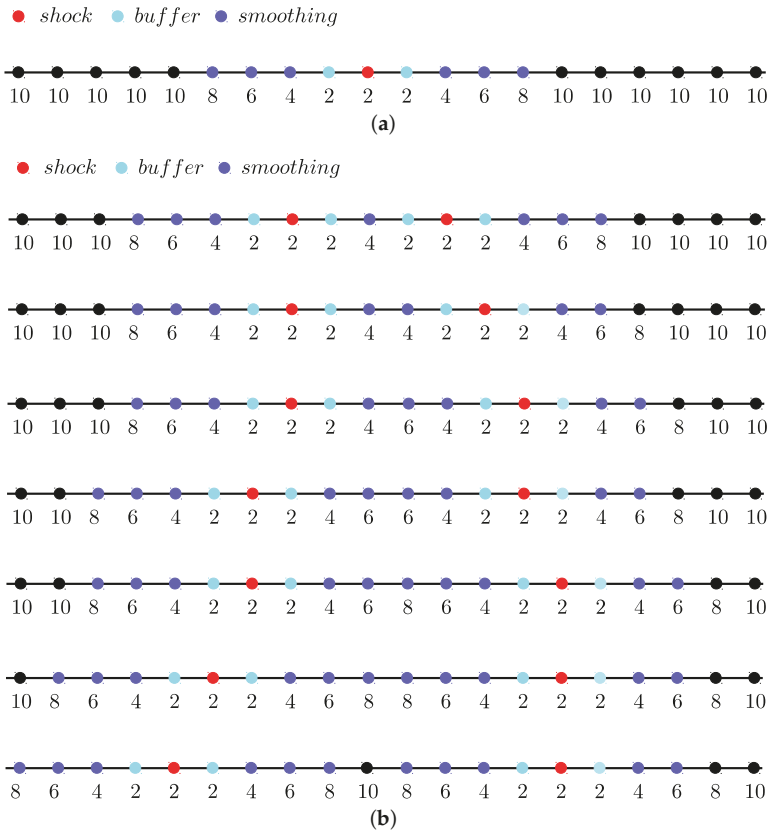 shock buffer smoothing
10 10 10 10 10 8 6 4 2 2 2 4 6 8 10 10 10 10 10 10
(a)
shock buffer smoothing
10 10 10 8 6 4 2 2 2 4 2 2 2 4 6 8 10 10 10 10
10 10 10 8 6 4 2 2 2 4 4 2 2 2 4 6 8 10 10 10
10 10 10 8 6 4 2 2 2 4 6 4 2 2 2 4 6 8 10 10
10 10 8 6 4 2 2 2 4 6 6 4 2 2 2 4 6 8 10 10
10 10 8 6 4 2 2 2 4 6 8 6 4 2 2 2 4 6 8 10
10 8 6 4 2 2 2 4 6 8 8 6 4 2 2 2 4 6 8 10
8 6 4 2 2 2 4 6 8 10 8 6 4 2 2 2 4 6 8 10
(b)